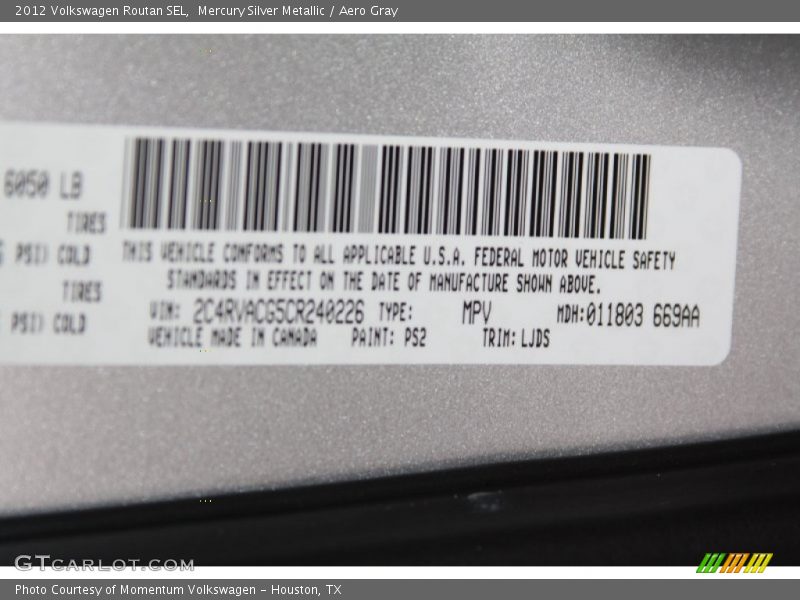 2012 Volkswagen Routan SEL, Mercury Silver Metallic / Aero Gray
6050 LB
TIRES
PSI) COLD
TIRES
PSI) COLD
THIS VEHICLE CONFORMS TO ALL APPLICABLE U.S.A. FEDERAL MOTOR VEHICLE SAFETY
STANDARDS IN EFFECT ON THE DATE OF MANUFACTURE SHOWN ABOVE.
VIN: 2C4RVACG5CR240226 TYPE: MPV MDH:011803 669AA
VEHICLE MADE IN CANADA PAINT: PS2 TRIM: LJDS
GTCARLOT.COM
Photo Courtesy of Momentum Volkswagen - Houston, TX